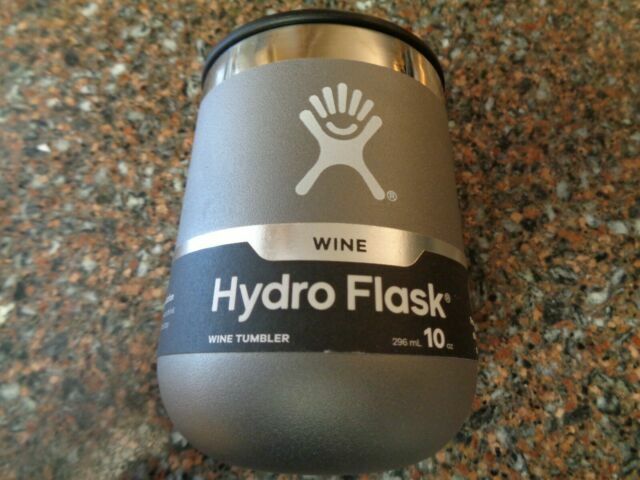 ®
WINE
Hydro Flask®
WINE TUMBLER
296 mL 10 oz